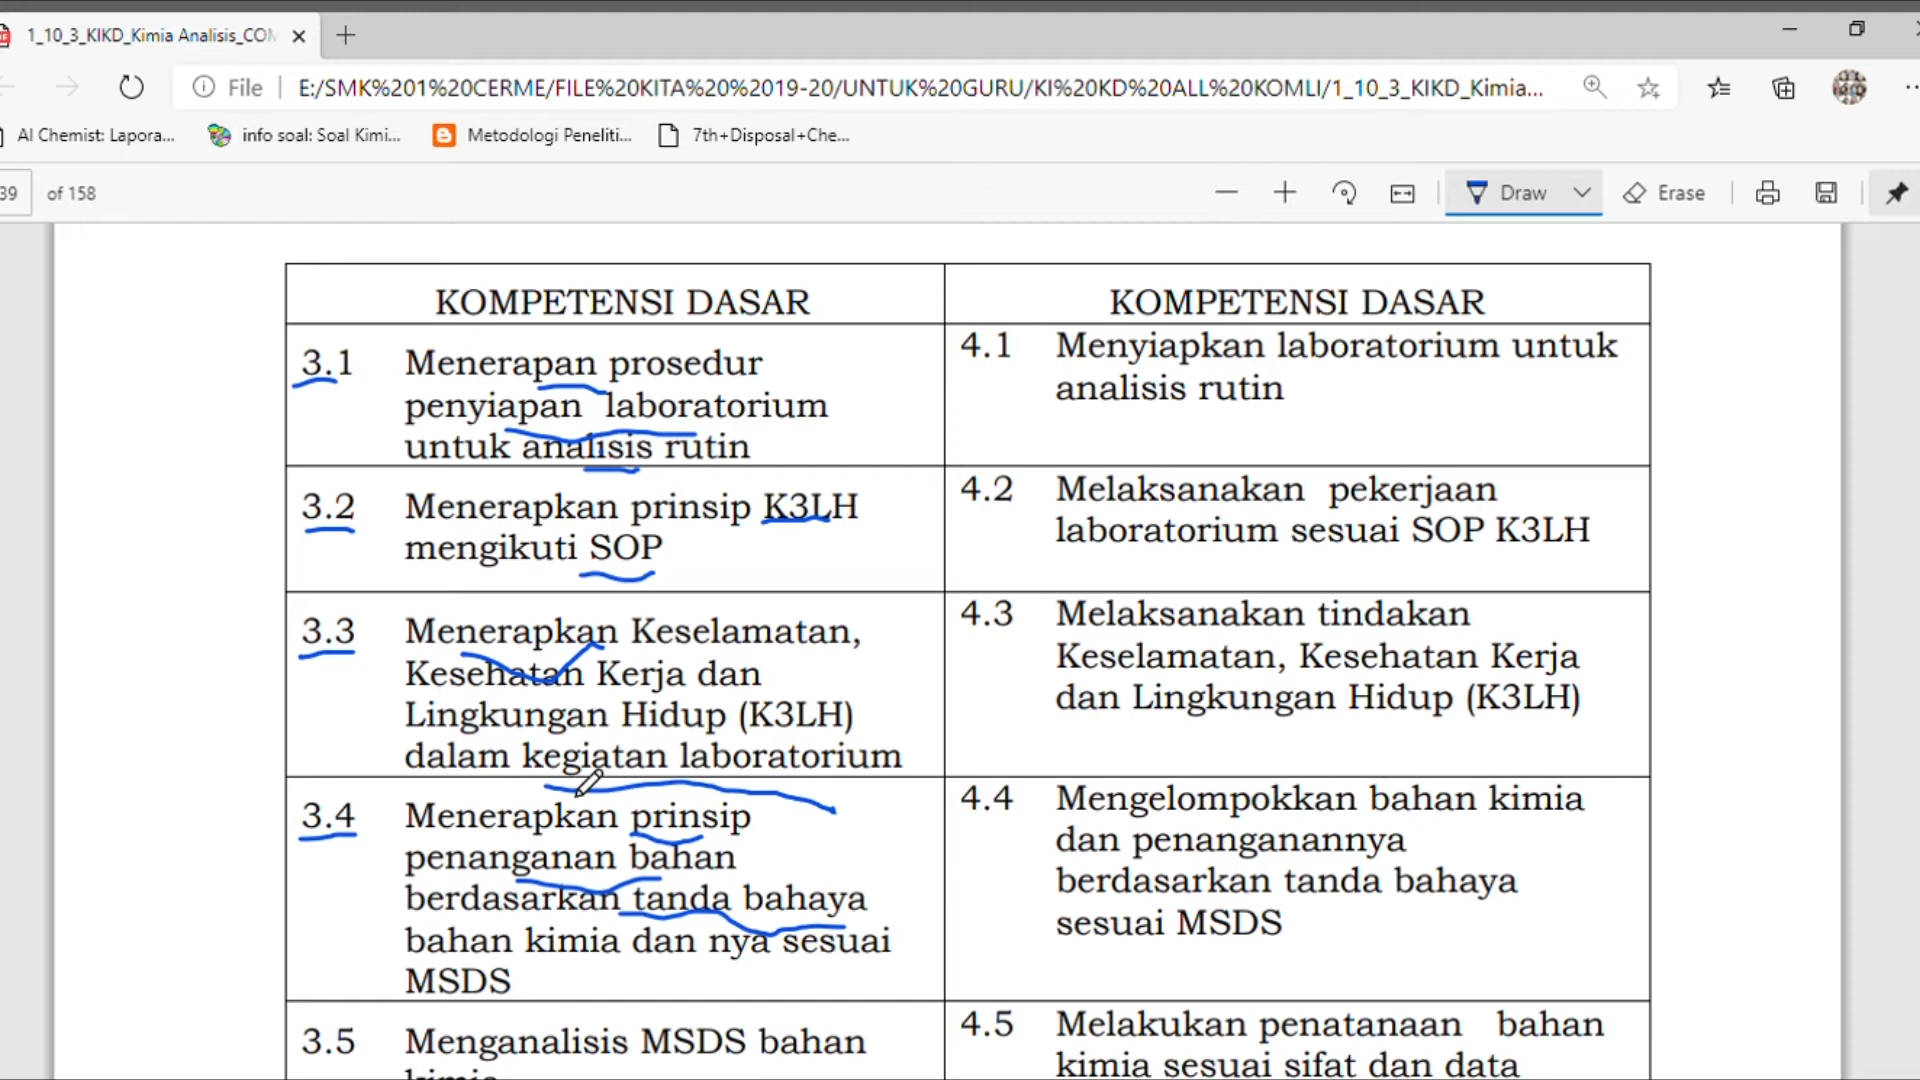 1_10_3_KIKD_Kimia Analisis_COM
File E:/SMK%201%20CERME/FILE%20KITA%20%2019-20/UNTUK%20GURU/KI%20KD%20ALL%20KOMLI/1_10_3_KIKD_Kimia...
AI Chemist: Lapora... info soal: Soal Kimi... Metodologi Peneliti... 7th+Disposal+Che...
39 of 158 Draw Erase
KOMPETENSI DASAR
KOMPETENSI DASAR
3.1 Menerapan prosedur
penyiapan laboratorium
untuk analisis rutin
4.1 Menyiapkan laboratorium untuk
analisis rutin
3.2 Menerapkan prinsip K3LH
mengikuti SOP
4.2 Melaksanakan pekerjaan
laboratorium sesuai SOP K3LH
3.3 Menerapkan Keselamatan,
Kesehatan Kerja dan
Lingkungan Hidup (K3LH)
dalam kegiatan laboratorium
4.3 Melaksanakan tindakan
Keselamatan, Kesehatan Kerja
dan Lingkungan Hidup (K3LH)
3.4 Menerapkan prinsip
penanganan bahan
berdasarkan tanda bahaya
bahan kimia dan nya sesuai
MSDS
4.4 Mengelompokkan bahan kimia
dan penanganannya
berdasarkan tanda bahaya
sesuai MSDS
3.5 Menganalisis MSDS bahan
kimia
4.5 Melakukan penatanaan bahan
kimia sesuai sifat dan data